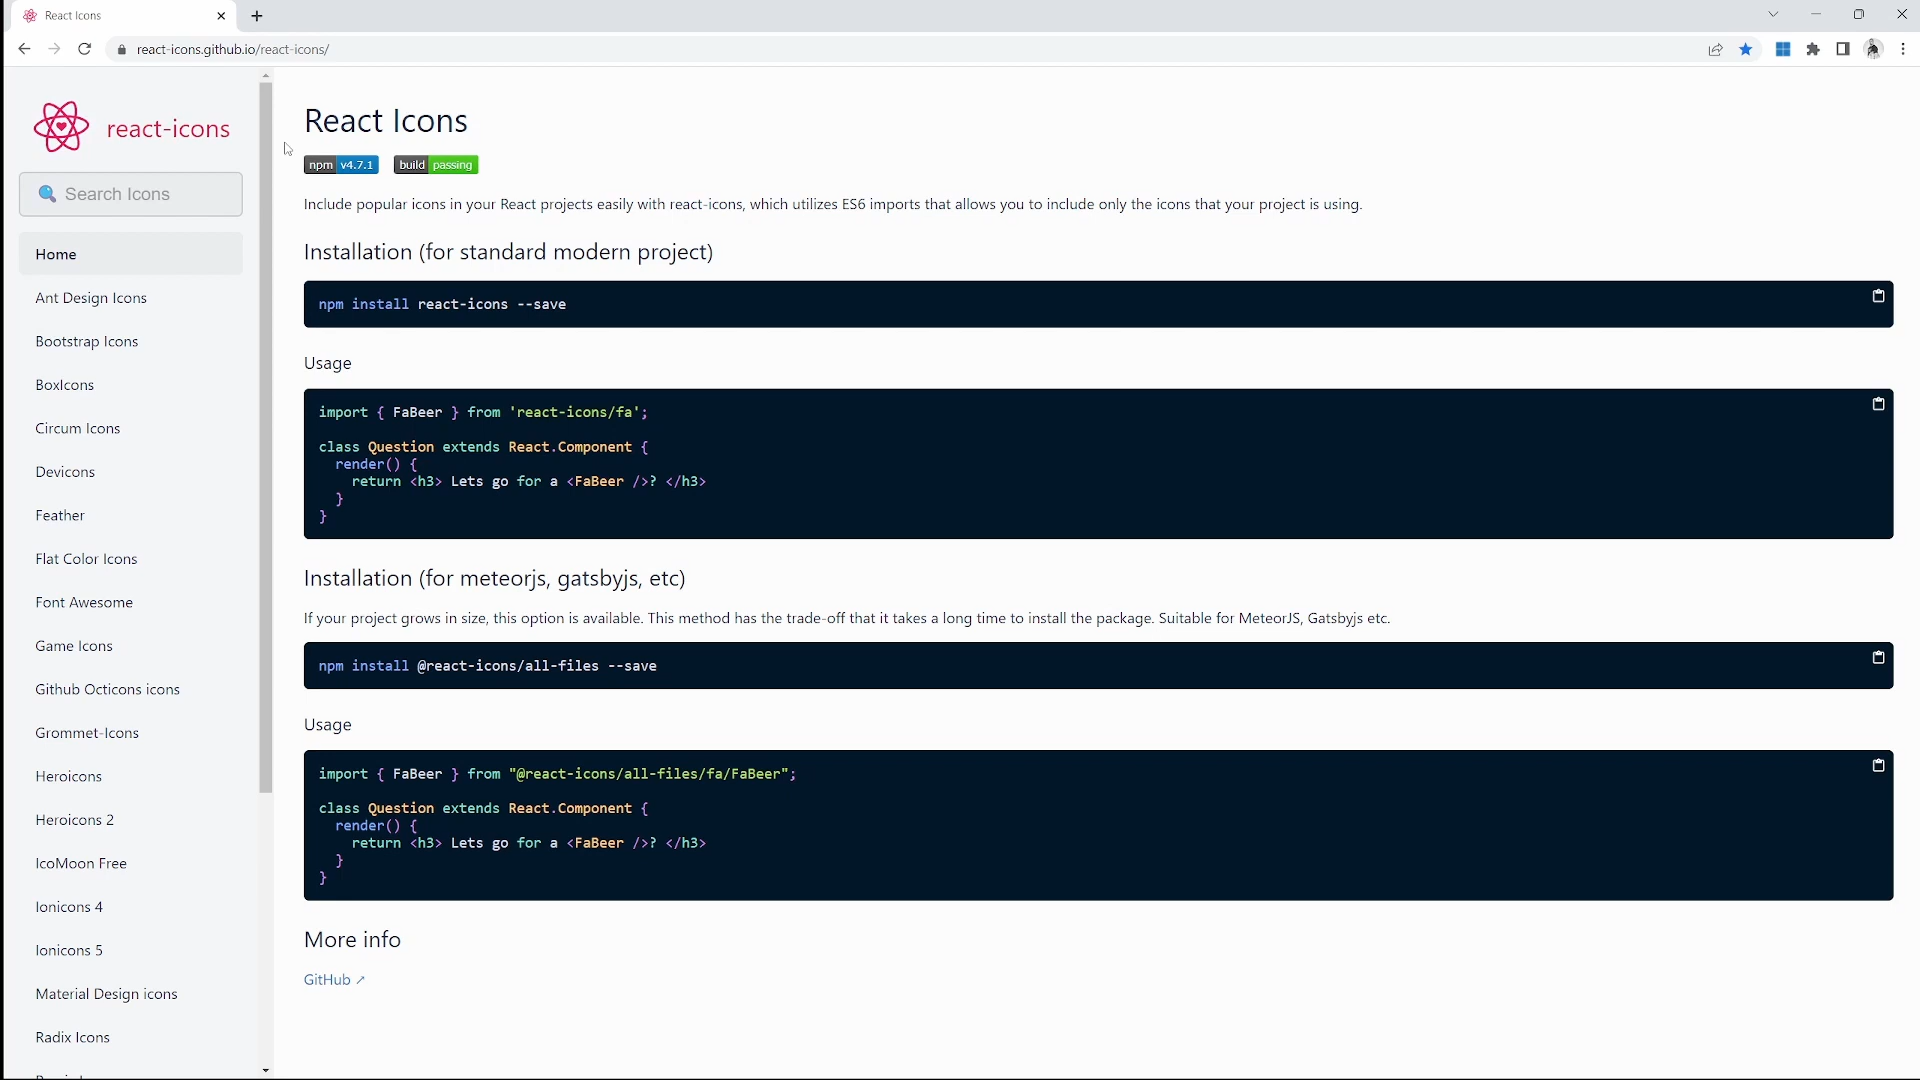 React Icons
react-icons.github.io/react-icons/
react-icons
Search Icons
Home
Ant Design Icons
Bootstrap Icons
BoxIcons
Circum Icons
Devicons
Feather
Flat Color Icons
Font Awesome
Game Icons
Github Octicons icons
Grommet-Icons
Heroicons
Heroicons 2
IcoMoon Free
Ionicons 4
Ionicons 5
Material Design icons
Radix Icons
React Icons
npm v4.7.1 build passing
Include popular icons in your React projects easily with react-icons, which utilizes ES6 imports that allows you to include only the icons that your project is using.
Installation (for standard modern project)
npm install react-icons --save
Usage
import { FaBeer } from 'react-icons/fa';
class Question extends React.Component {
render() {
return <h3> Lets go for a <FaBeer />? </h3>
}
}
Installation (for meteorjs, gatsbyjs, etc)
If your project grows in size, this option is available. This method has the trade-off that it takes a long time to install the package. Suitable for MeteorJS, Gatsbyjs etc.
npm install @react-icons/all-files --save
Usage
import { FaBeer } from "@react-icons/all-files/fa/FaBeer";
class Question extends React.Component {
render() {
return <h3> Lets go for a <FaBeer />? </h3>
}
}
More info
GitHub ↗